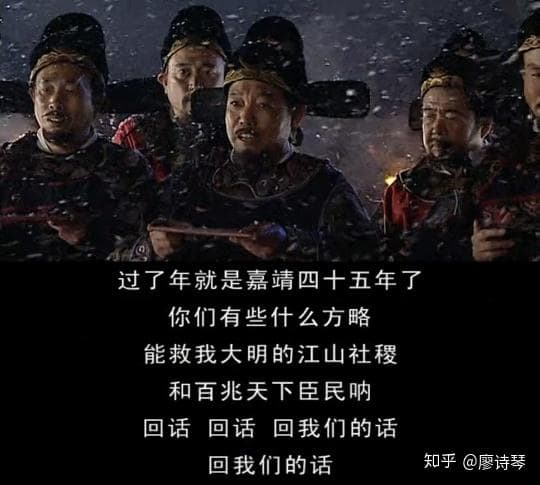 过了年就是嘉靖四十五年了
你们有些什么方略
能救我大明的江山社稷
和百兆天下臣民呐
回话 回话 回我们的话
回我们的话
知乎 @廖诗琴